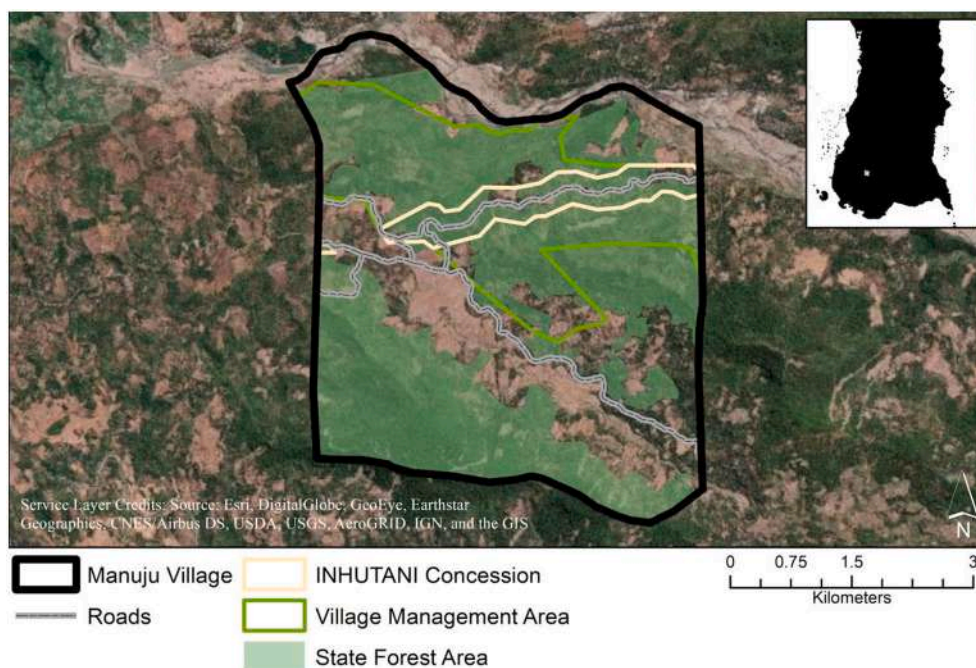 Service Layer Credits: Source: Esri, DigitalGlobe, GeoEye, Earthstar
Geographics, CNES/Airbus DS, USDA, USGS, AeroGRID, IGN, and the GIS
N
Manuju Village
Roads
INHUTANI Concession
Village Management Area
State Forest Area
0 0.75 1.5 3
Kilometers